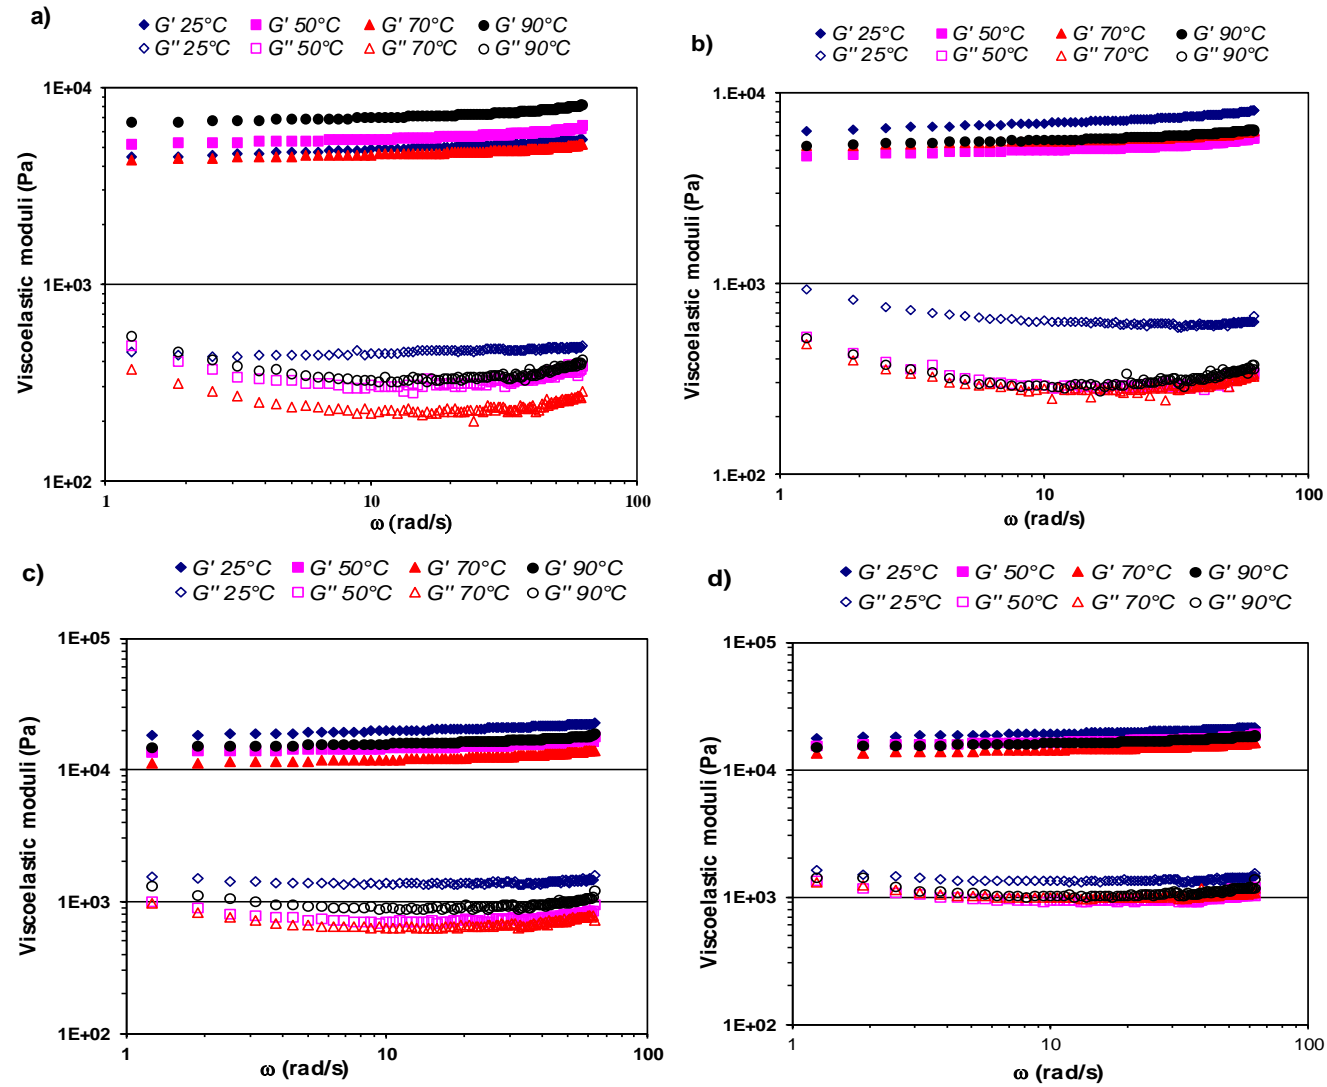 a)
G' 25°C G' 50°C G' 70°C G' 90°C
G'' 25°C G'' 50°C G'' 70°C G'' 90°C
1E+04
1E+03
1E+02
Viscoelastic moduli (Pa)
1 10 100
ω (rad/s)
b)
G' 25°C G' 50°C G' 70°C G' 90°C
G'' 25°C G'' 50°C G'' 70°C G'' 90°C
1.E+04
1.E+03
1.E+02
Viscoelastic moduli (Pa)
1 10 100
ω (rad/s)
c)
G' 25°C G' 50°C G' 70°C G' 90°C
G'' 25°C G'' 50°C G'' 70°C G'' 90°C
1E+05
1E+04
1E+03
1E+02
Viscoelastic moduli (Pa)
1 10 100
ω (rad/s)
d)
G' 25°C G' 50°C G' 70°C G' 90°C
G'' 25°C G'' 50°C G'' 70°C G'' 90°C
1E+05
1E+04
1E+03
1E+02
Viscoelastic moduli (Pa)
1 10 100
ω (rad/s)